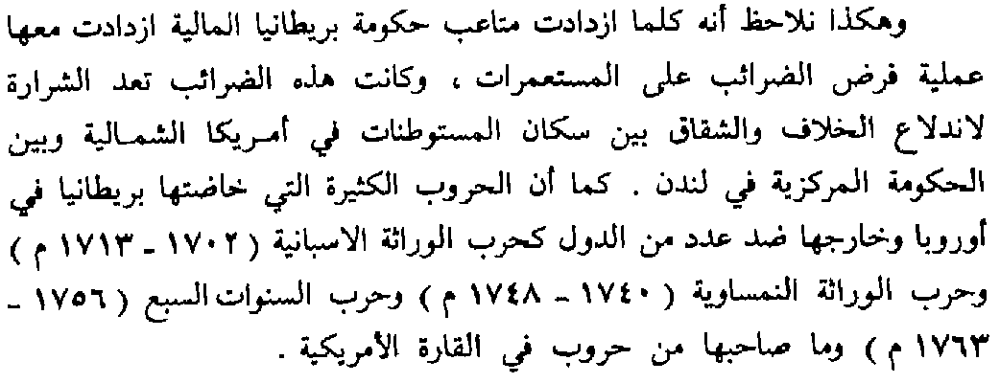 وهكذا نلاحظ أنه كلما ازدادت متاعب حكومة بريطانيا المالية ازدادت معها
عملية فرض الضرائب على المستعمرات ، وكانت هذه الضرائب تعد الشرارة
لاندلاع الخلاف والشقاق بين سكان المستوطنات في أمريكا الشمالية وبين
الحكومة المركزية في لندن . كما أن الحروب الكثيرة التي خاضتها بريطانيا في
أوروبا وخارجها ضد عدد من الدول كحرب الوراثة الاسبانية ( ١٧٠٢ - ١٧١٣ م )
وحرب الوراثة النمساوية ( ١٧٤٠ - ١٧٤٨ م ) وحرب السنوات السبع ( ١٧٥٦ -
١٧٦٣ م ) وما صاحبها من حروب في القارة الأمريكية .